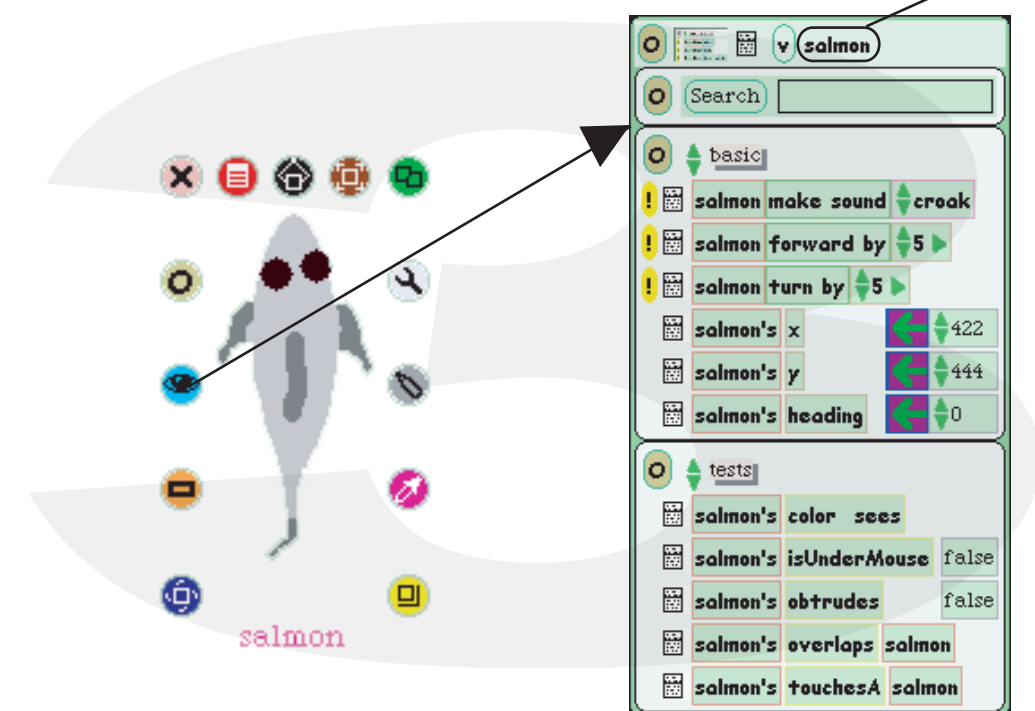 v salmon
Search
basic
! salmon make sound croak
! salmon forward by 5
! salmon turn by 5
salmon's x 422
salmon's y 444
salmon's heading 0
tests
salmon's color sees
salmon's isUnderMouse false
salmon's obtrudes false
salmon's overlaps salmon
salmon's touchesA salmon
salmon
3